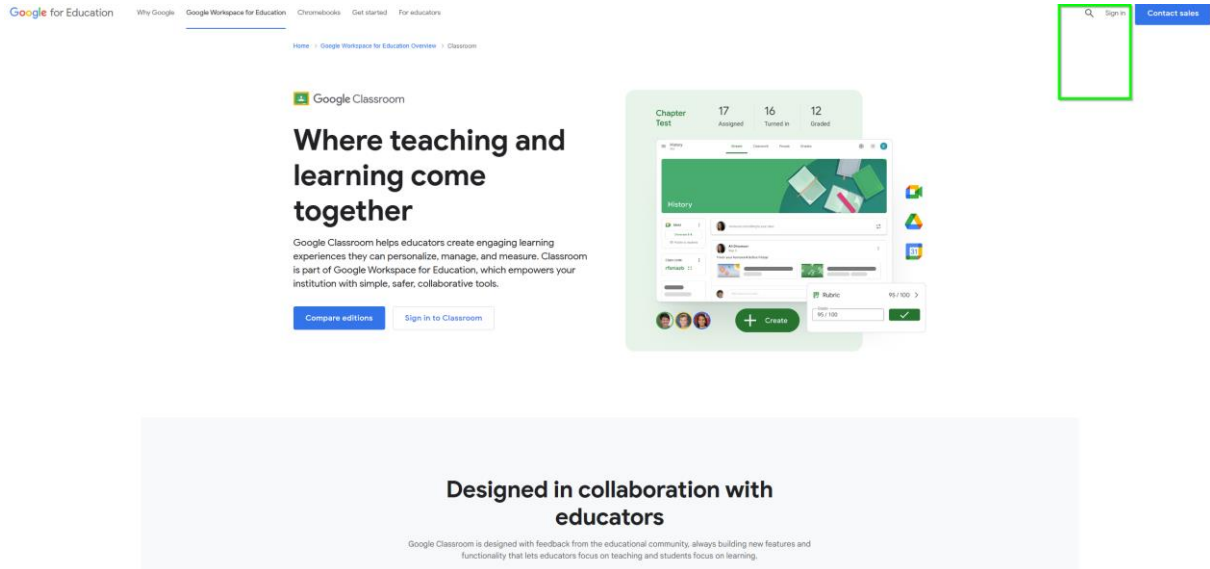 Google for Education Why Google Google Workspace for Education Chromebooks Get started For educators Sign in Contact sales
Home Google Workspace for Education Overview Classroom
Google Classroom
Where teaching and
learning come
together
Google Classroom helps educators create engaging learning
experiences they can personalize, manage, and measure. Classroom
is part of Google Workspace for Education, which empowers your
institution with simple, safer, collaborative tools.
Compare editions Sign in to Classroom
Chapter
Test
17
Assigned
16
Turned in
12
Graded
History
History
31
Rubric 95 / 100
95 / 100
Create
Designed in collaboration with
educators
Google Classroom is designed with feedback from the educational community, always building new features and
functionality that lets educators focus on teaching and students focus on learning.